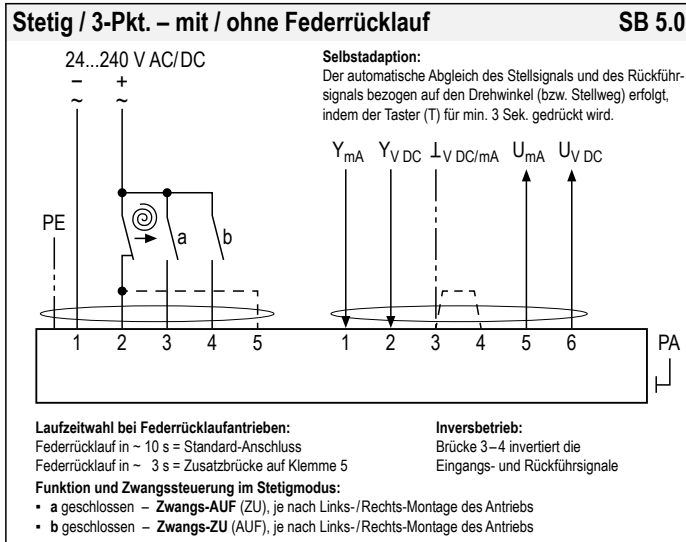 Stetig / 3-Pkt. – mit / ohne Federrücklauf SB 5.0
24...240 V AC/DC
– +
~ ~
Selbstadaption:
Der automatische Abgleich des Stellsignals und des Rückführ-
signals bezogen auf den Drehwinkel (bzw. Stellweg) erfolgt,
indem der Taster (T) für min. 3 Sek. gedrückt wird.
YmA YV DC ⊥V DC/mA UmA UV DC
PE a b
1 2 3 4 5 1 2 3 4 5 6 PA
Laufzeitwahl bei Federrücklaufantrieben:
Federrücklauf in ~ 10 s = Standard-Anschluss
Federrücklauf in ~ 3 s = Zusatzbrücke auf Klemme 5
Inversbetrieb:
Brücke 3–4 invertiert die
Eingangs- und Rückführsignale
Funktion und Zwangssteuerung im Stetigmodus:
▪ a geschlossen – Zwangs-AUF (ZU), je nach Links-/Rechts-Montage des Antriebs
▪ b geschlossen – Zwangs-ZU (AUF), je nach Links-/Rechts-Montage des Antriebs